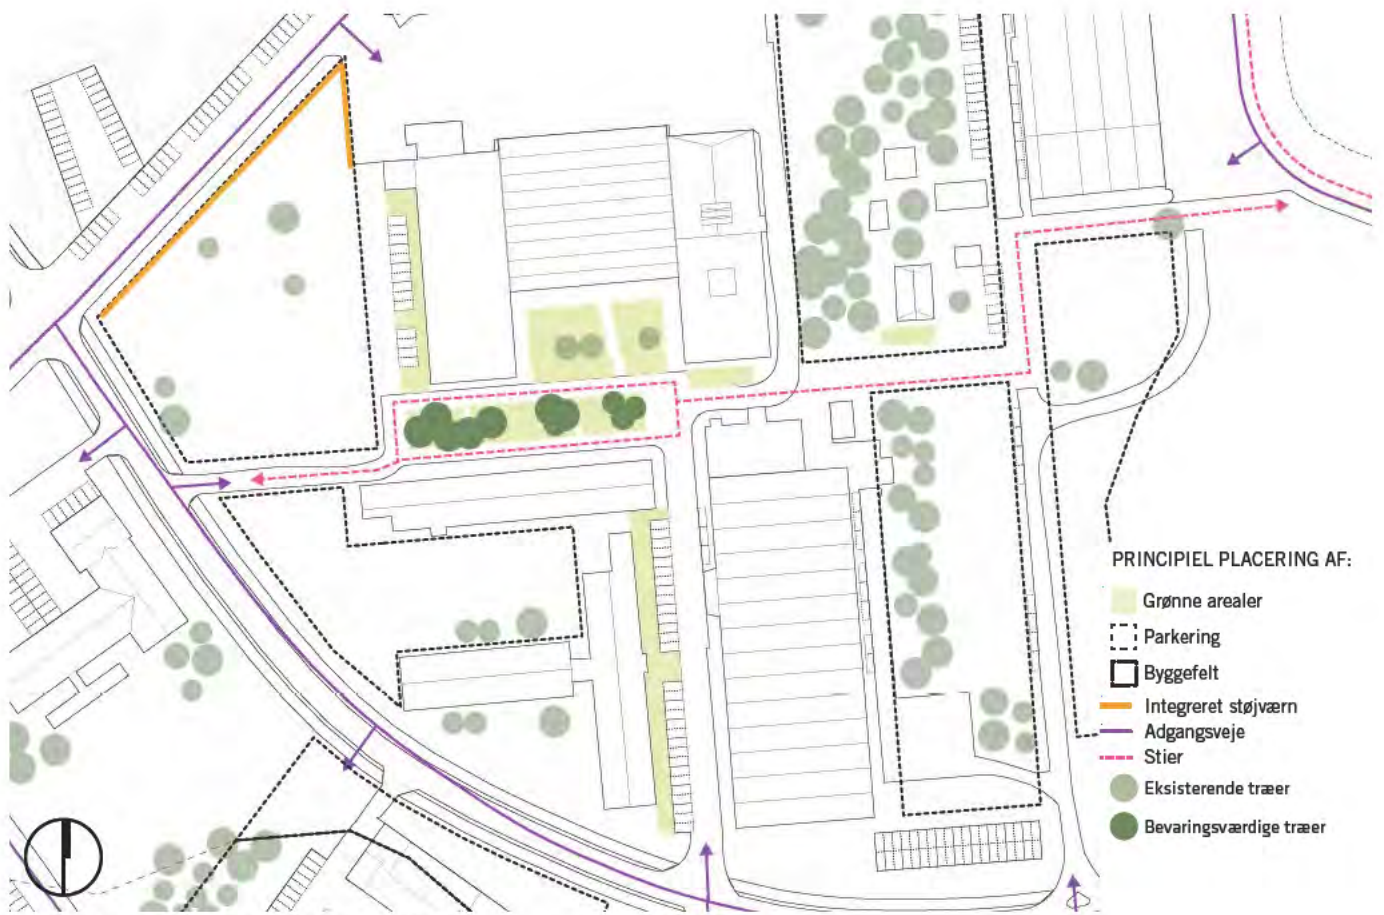 PRINCIPIEL PLACERING AF:
Grønne arealer
Parkering
Byggefelt
Integreret støjværn
Adgangsveje
Stier
Eksisterende træer
Bevaringsværdige træer